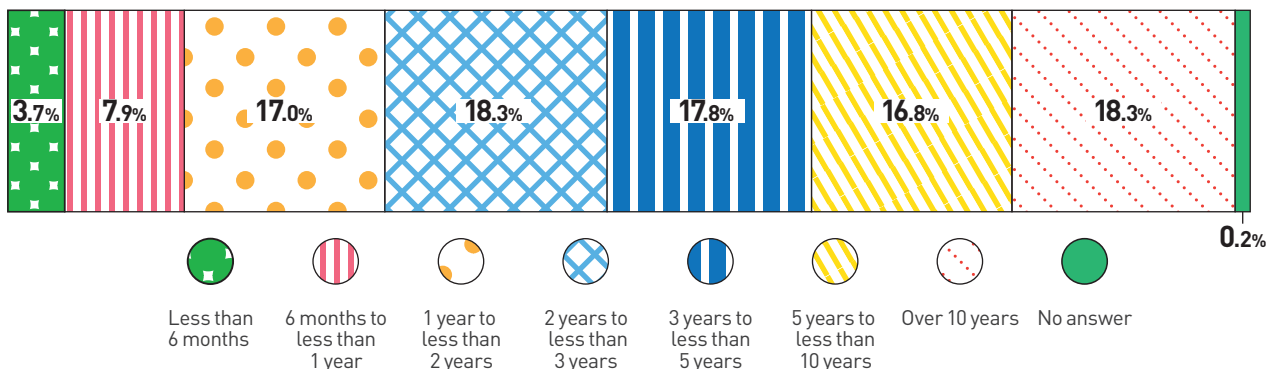 3.7%
7.9%
17.0%
18.3%
17.8%
16.8%
18.3%
0.2%
Less than
6 months
6 months to
less than
1 year
1 year to
less than
2 years
2 years to
less than
3 years
3 years to
less than
5 years
5 years to
less than
10 years
Over 10 years
No answer